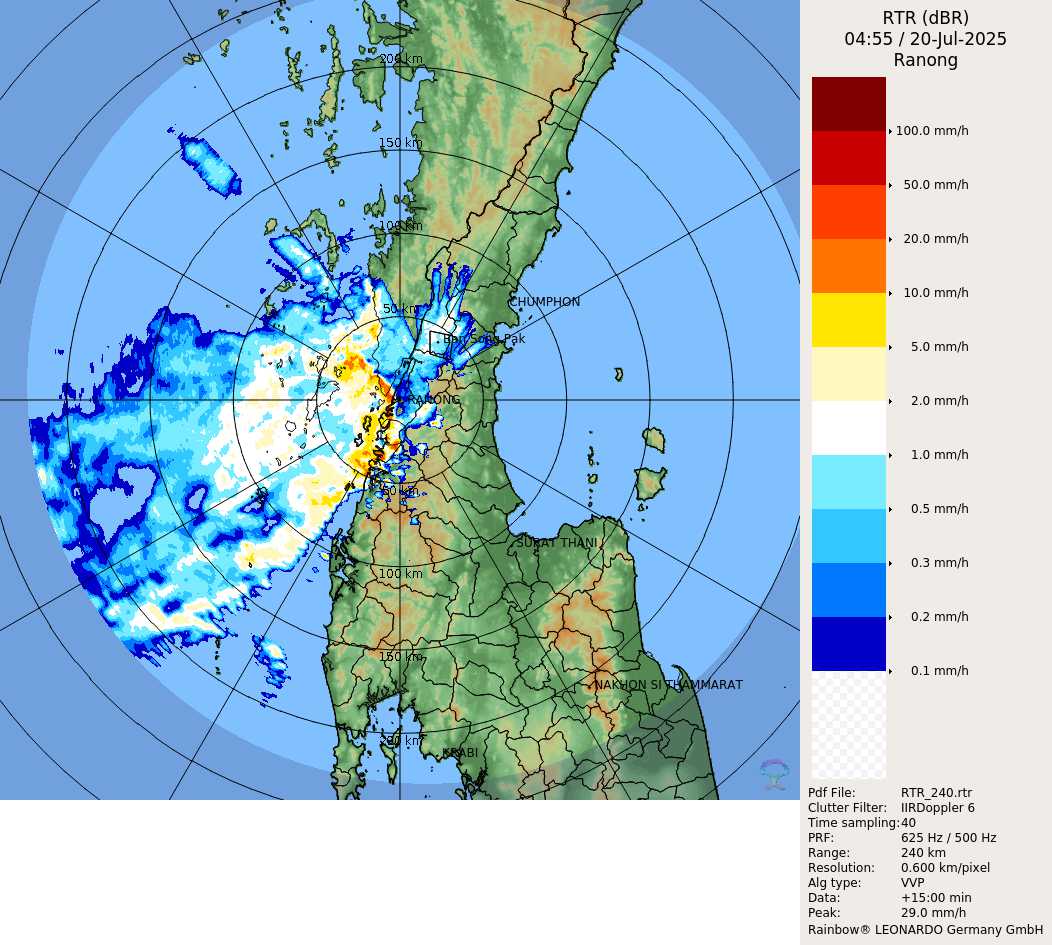 RTR (dBR)
04:55 / 20-Jul-2025
Ranong
100.0 mm/h
50.0 mm/h
20.0 mm/h
10.0 mm/h
5.0 mm/h
2.0 mm/h
1.0 mm/h
0.5 mm/h
0.3 mm/h
0.2 mm/h
0.1 mm/h
200 km
150 km
100 km
50 km
CHUMPHON
Ban Song Pak
RANONG
50 km
SURAT THANI
100 km
150 km
NAKHON SI THAMMARAT
200 km
KRABI
Pdf File: RTR_240.rtr
Clutter Filter: IIRDoppler 6
Time sampling:40
PRF: 625 Hz / 500 Hz
Range: 240 km
Resolution: 0.600 km/pixel
Alg type: VVP
Data: +15:00 min
Peak: 29.0 mm/h
Rainbow® LEONARDO Germany GmbH